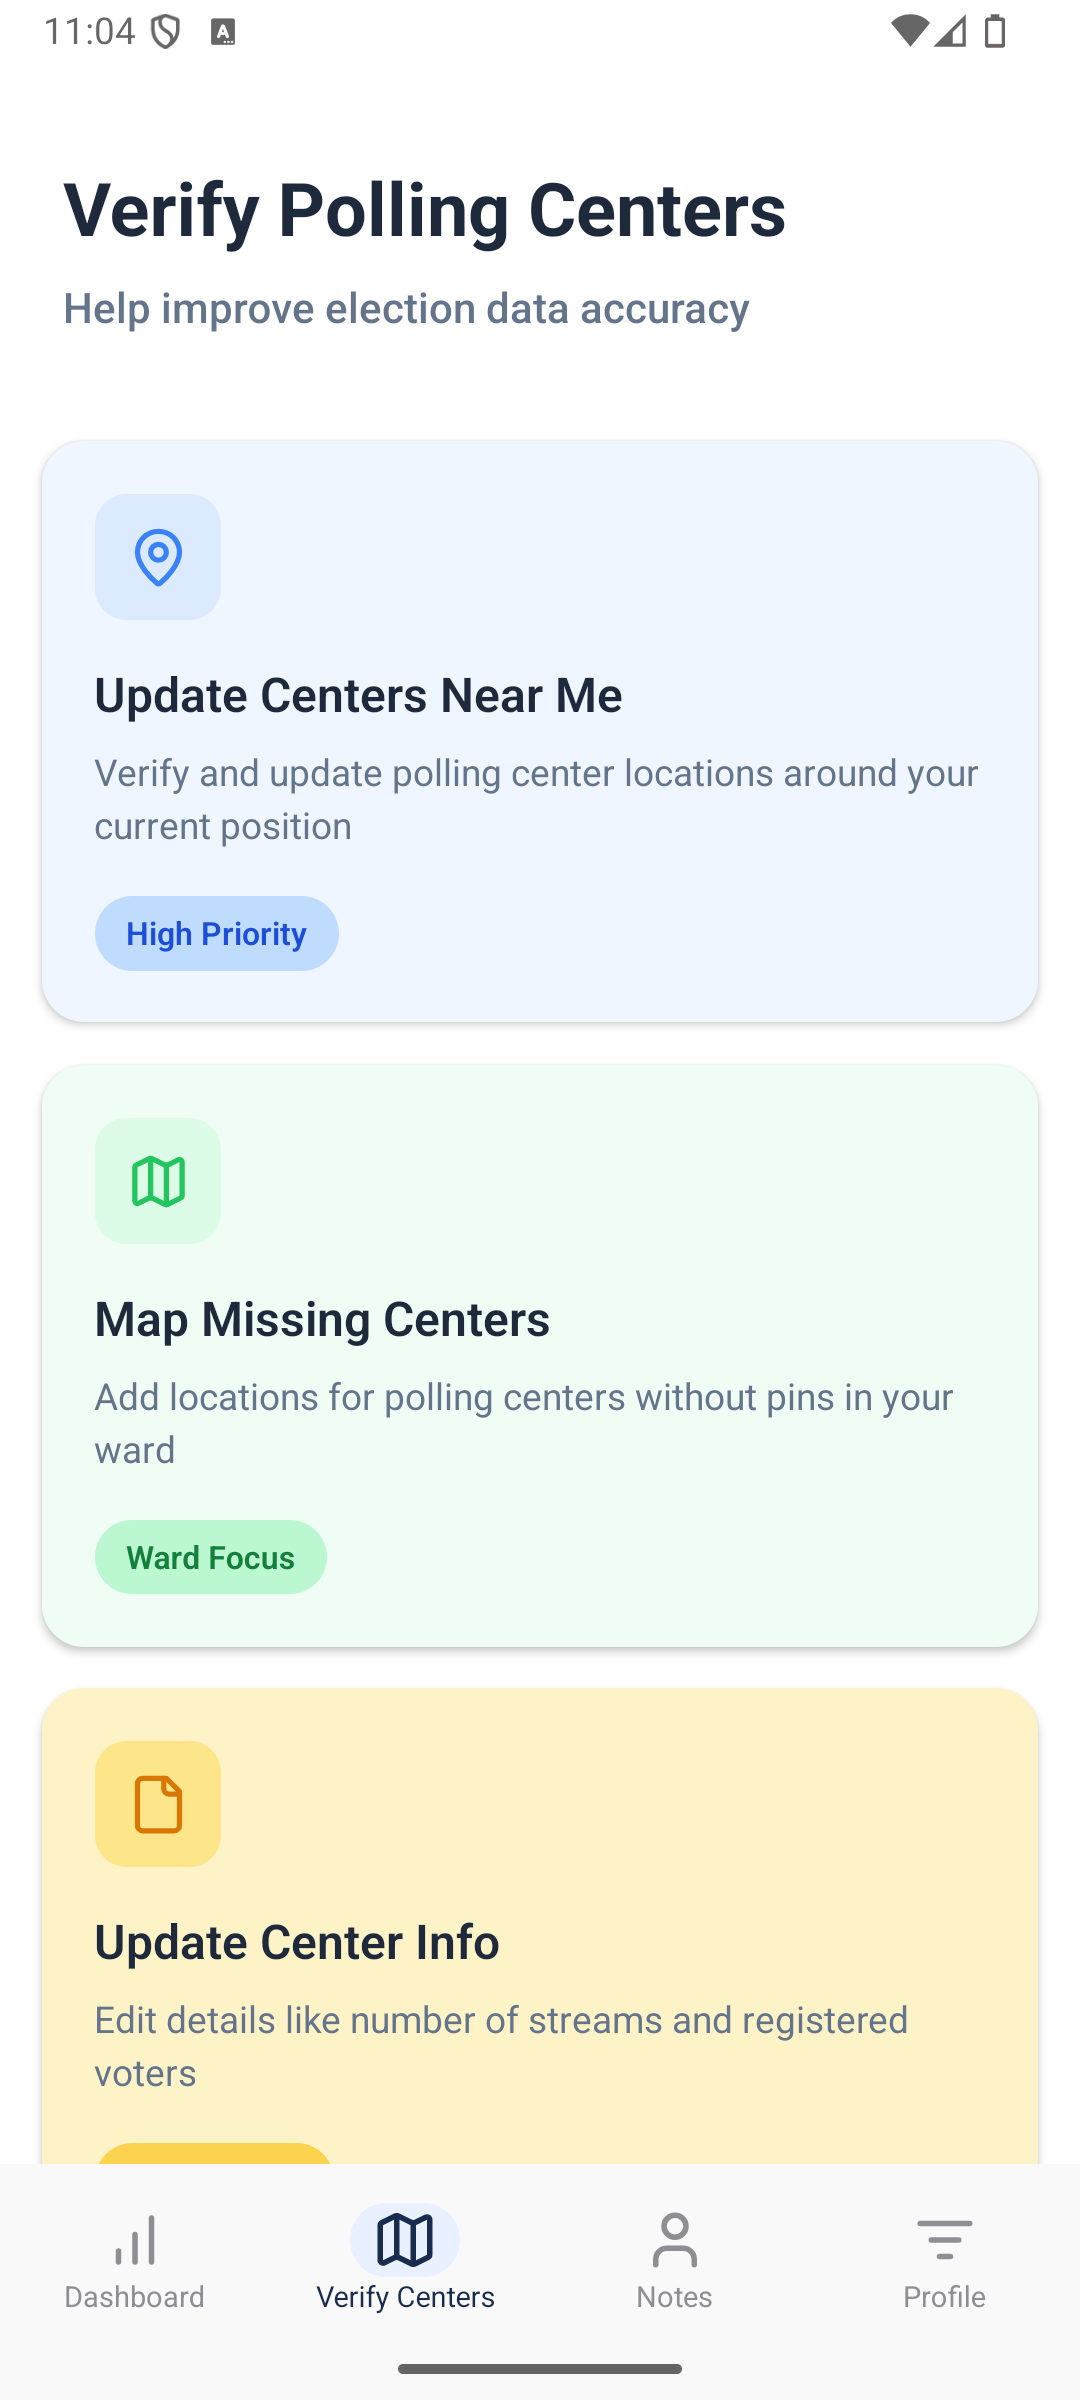 11:04
Verify Polling Centers
Help improve election data accuracy
Update Centers Near Me
Verify and update polling center locations around your
current position
High Priority
Map Missing Centers
Add locations for polling centers without pins in your
ward
Ward Focus
Update Center Info
Edit details like number of streams and registered
voters
Dashboard
Verify Centers
Notes
Profile